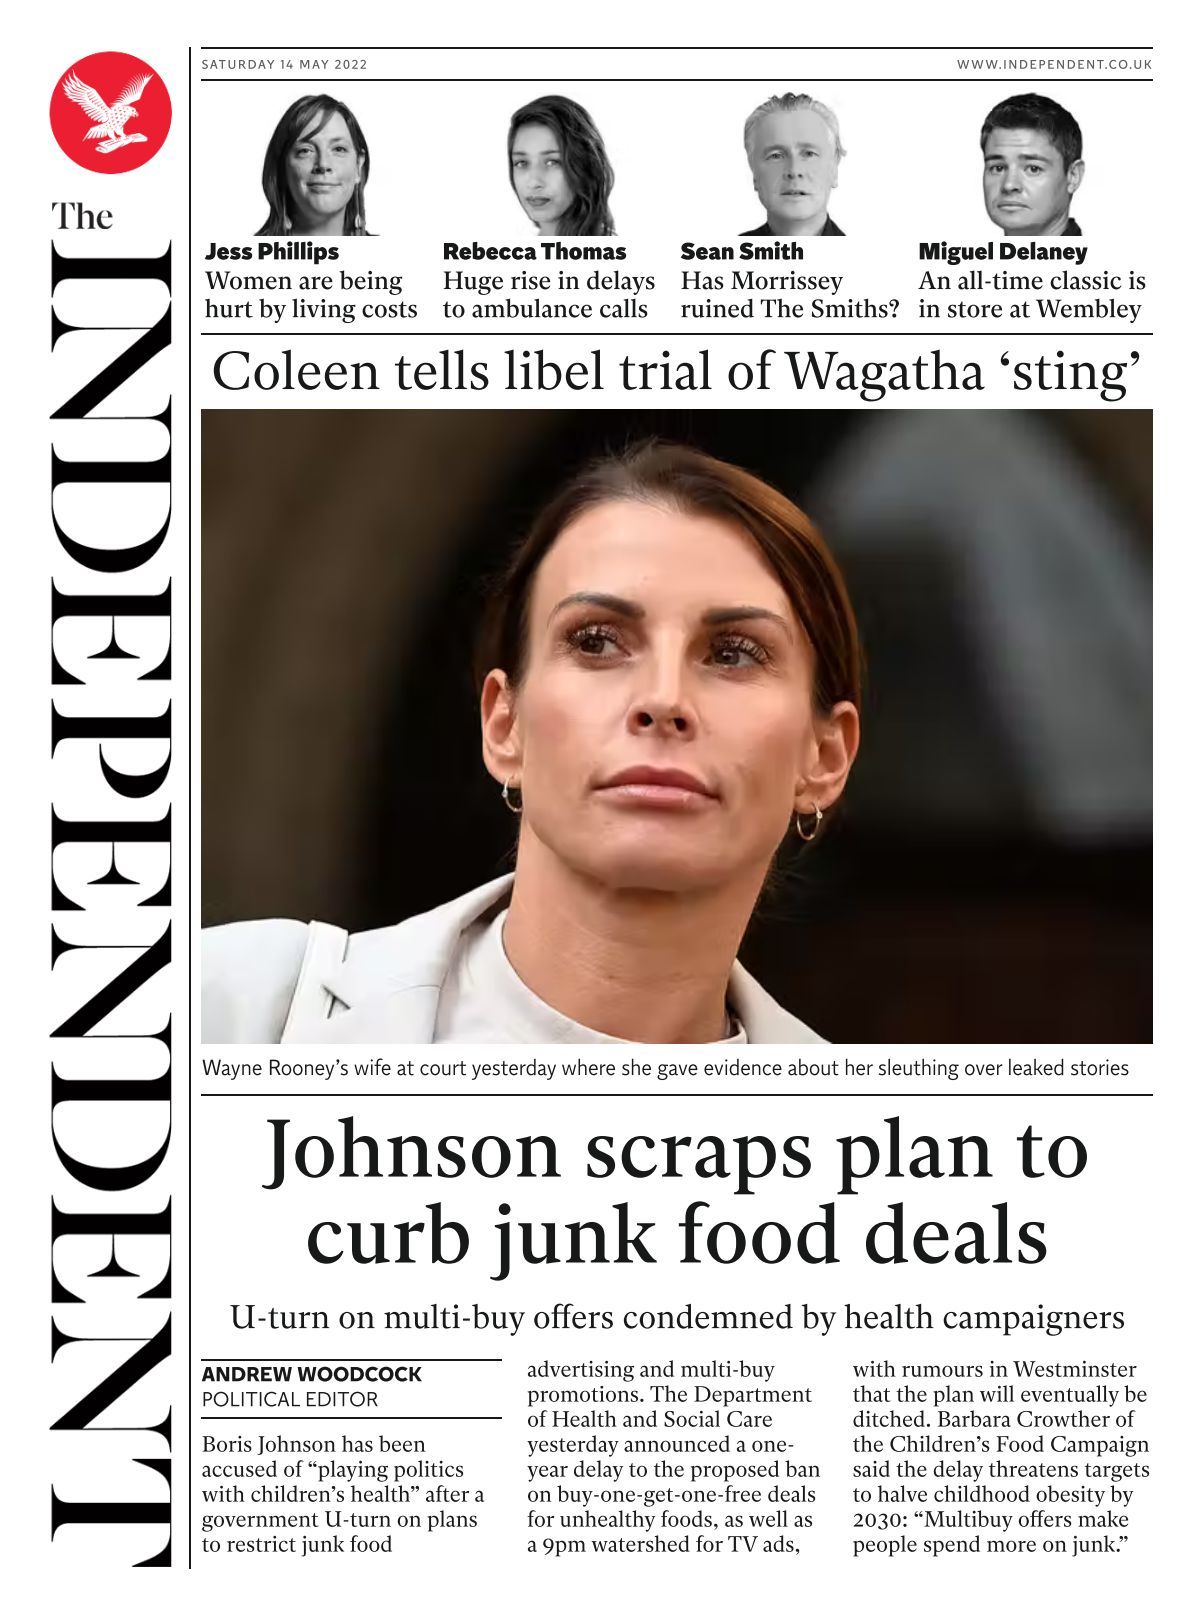 SATURDAY 14 MAY 2022
WWW.INDEPENDENT.CO.UK
The
INDEPENDENT
Jess Phillips
Women are being
hurt by living costs
Rebecca Thomas
Huge rise in delays
to ambulance calls
Sean Smith
Has Morrissey
ruined The Smiths?
Miguel Delaney
An all-time classic is
in store at Wembley
Coleen tells libel trial of Wagatha ‘sting’
Wayne Rooney’s wife at court yesterday where she gave evidence about her sleuthing over leaked stories
Johnson scraps plan to
curb junk food deals
U-turn on multi-buy offers condemned by health campaigners
ANDREW WOODCOCK
POLITICAL EDITOR
Boris Johnson has been
accused of “playing politics
with children’s health” after a
government U-turn on plans
to restrict junk food
advertising and multi-buy
promotions. The Department
of Health and Social Care
yesterday announced a one-
year delay to the proposed ban
on buy-one-get-one-free deals
for unhealthy foods, as well as
a 9pm watershed for TV ads,
with rumours in Westminster
that the plan will eventually be
ditched. Barbara Crowther of
the Children’s Food Campaign
said the delay threatens targets
to halve childhood obesity by
2030: “Multibuy offers make
people spend more on junk.”